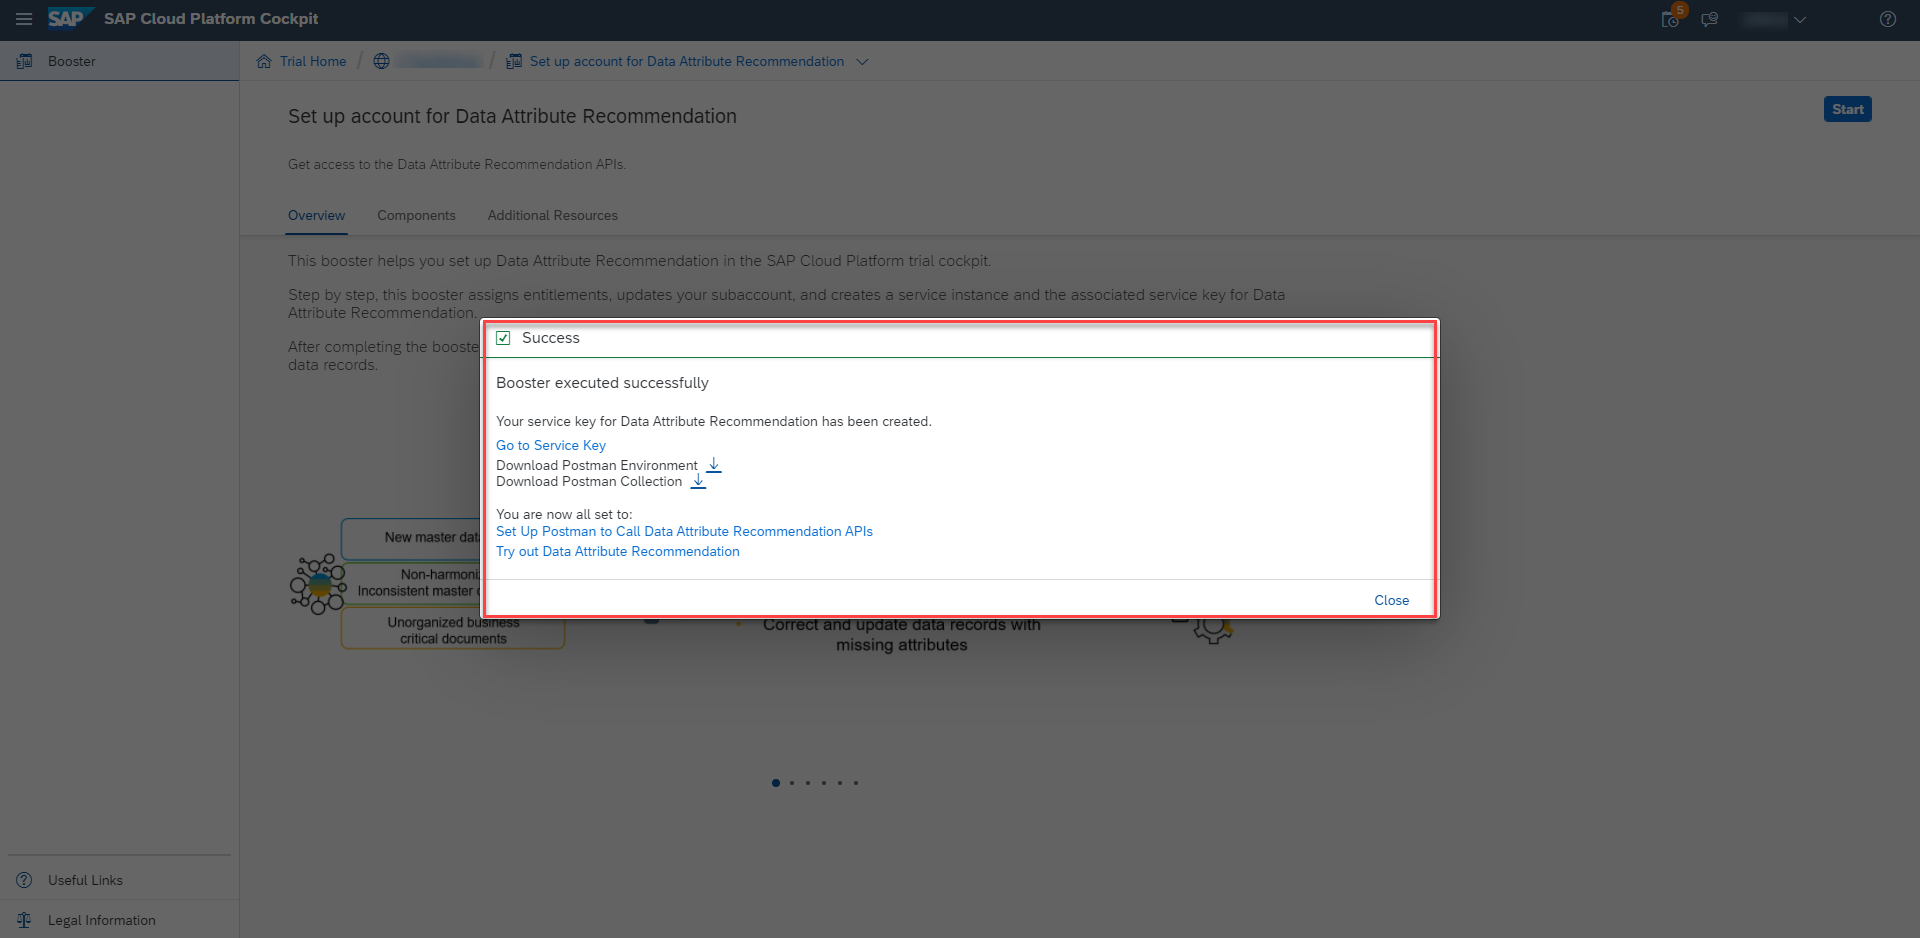 SAP SAP Cloud Platform Cockpit
5
Booster
Trial Home / / Set up account for Data Attribute Recommendation
Set up account for Data Attribute Recommendation
Start
Get access to the Data Attribute Recommendation APIs.
Overview Components Additional Resources
This booster helps you set up Data Attribute Recommendation in the SAP Cloud Platform trial cockpit.
Step by step, this booster assigns entitlements, updates your subaccount, and creates a service instance and the associated service key for Data
Attribute Recommendation.
After completing the booste
data records.
Success
Booster executed successfully
Your service key for Data Attribute Recommendation has been created.
Go to Service Key
Download Postman Environment
Download Postman Collection
You are now all set to:
Set Up Postman to Call Data Attribute Recommendation APIs
Try out Data Attribute Recommendation
Close
New master dat
Non-harmoni
Inconsistent master
Unorganized business
critical documents
Correct and update data records with
missing attributes
Useful Links
Legal Information